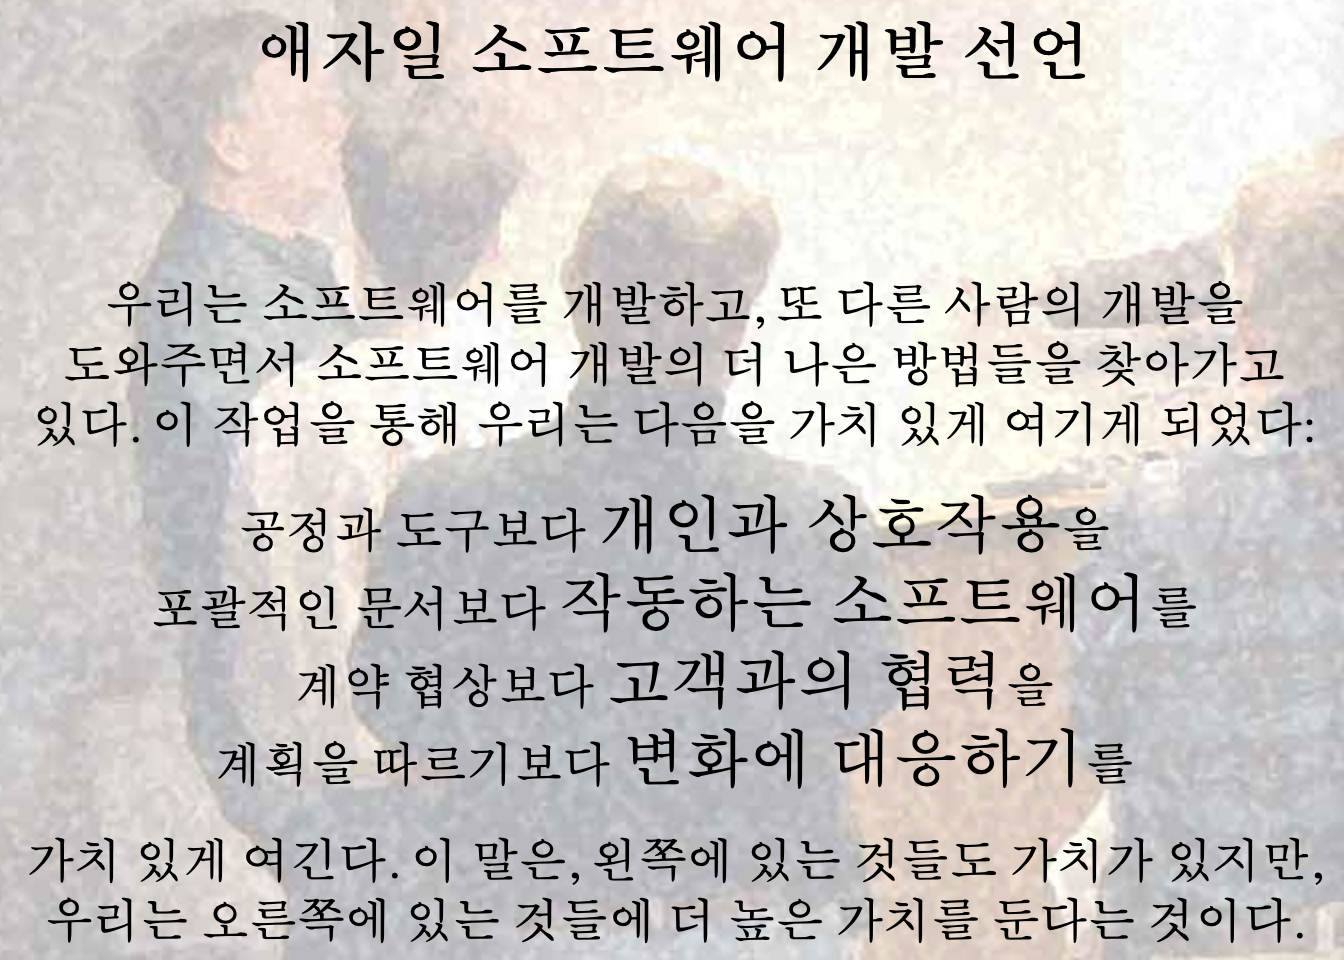 애자일 소프트웨어 개발 선언
우리는 소프트웨어를 개발하고, 또 다른 사람의 개발을
도와주면서 소프트웨어 개발의 더 나은 방법들을 찾아가고
있다. 이 작업을 통해 우리는 다음을 가치 있게 여기게 되었다:
공정과 도구보다 개인과 상호작용을
포괄적인 문서보다 작동하는 소프트웨어를
계약 협상보다 고객과의 협력을
계획을 따르기보다 변화에 대응하기를
가치 있게 여긴다. 이 말은, 왼쪽에 있는 것들도 가치가 있지만,
우리는 오른쪽에 있는 것들에 더 높은 가치를 둔다는 것이다.